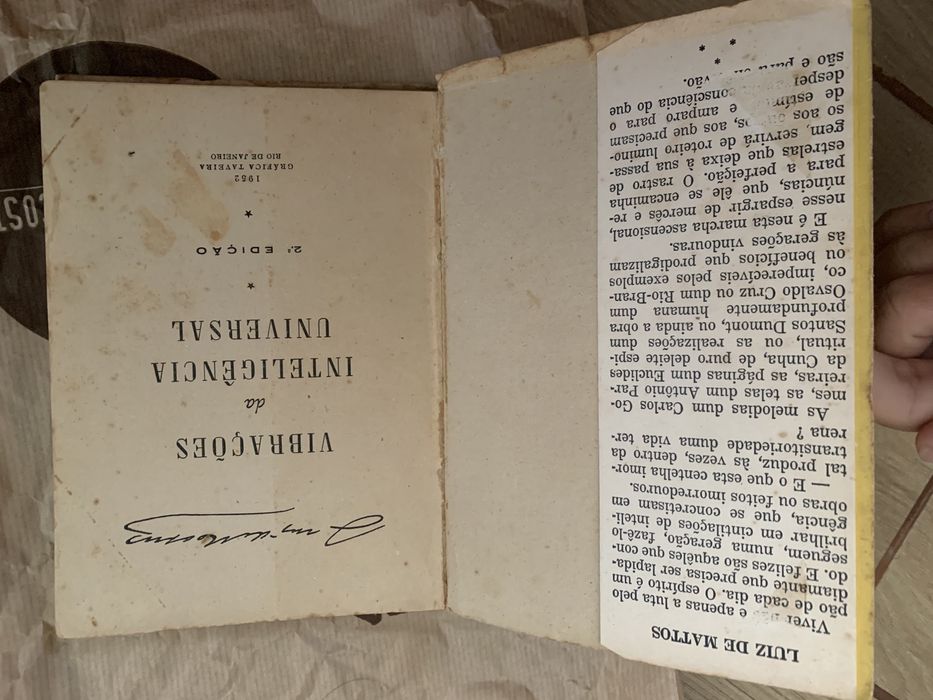 LUIZ DE MATTOS
Viver não é apenas a luta pelo
pão de cada dia. O espírito é um
diamante que precisa ser lapida-
do. E felizes são aquêles que con-
seguem, numa geração, fazê-lo
brilhar em cintilações de inteli-
gência, que se concretisam em
obras ou feitos imorredouros.
— E o que esta centelha imor-
tal produz, às vezes, dentro da
transitoriedade duma vida ter-
rena ?
As melodias dum Carlos Go-
mes, as telas dum Antônio Par-
reiras, as páginas dum Euclides
da Cunha, de puro deleite espi-
ritual, ou as realizações dum
Santos Dumont, ou ainda a obra
profundamente humana dum
Osvaldo Cruz ou dum Rio-Bran-
co, imperecíveis pelos exemplos
ou benefícios que prodigalizam
às gerações vindouras.
E é nesta marcha ascensional,
nesse espargir de mercês e re-
núncias, que êle se encaminha
para a perfeição. O rastro de
estrelas que deixa à sua passa-
gem, servirá de roteiro lumino-
so aos outros, aos que precisam
de estímulo e amparo para o
consciência do que
são e para vão.
* *
*
VIBRAÇÕES
da
INTELIGÊNCIA
UNIVERSAL
2.ª EDIÇÃO
1952
GRÁFICA TAVEIRA
RIO DE JANEIRO